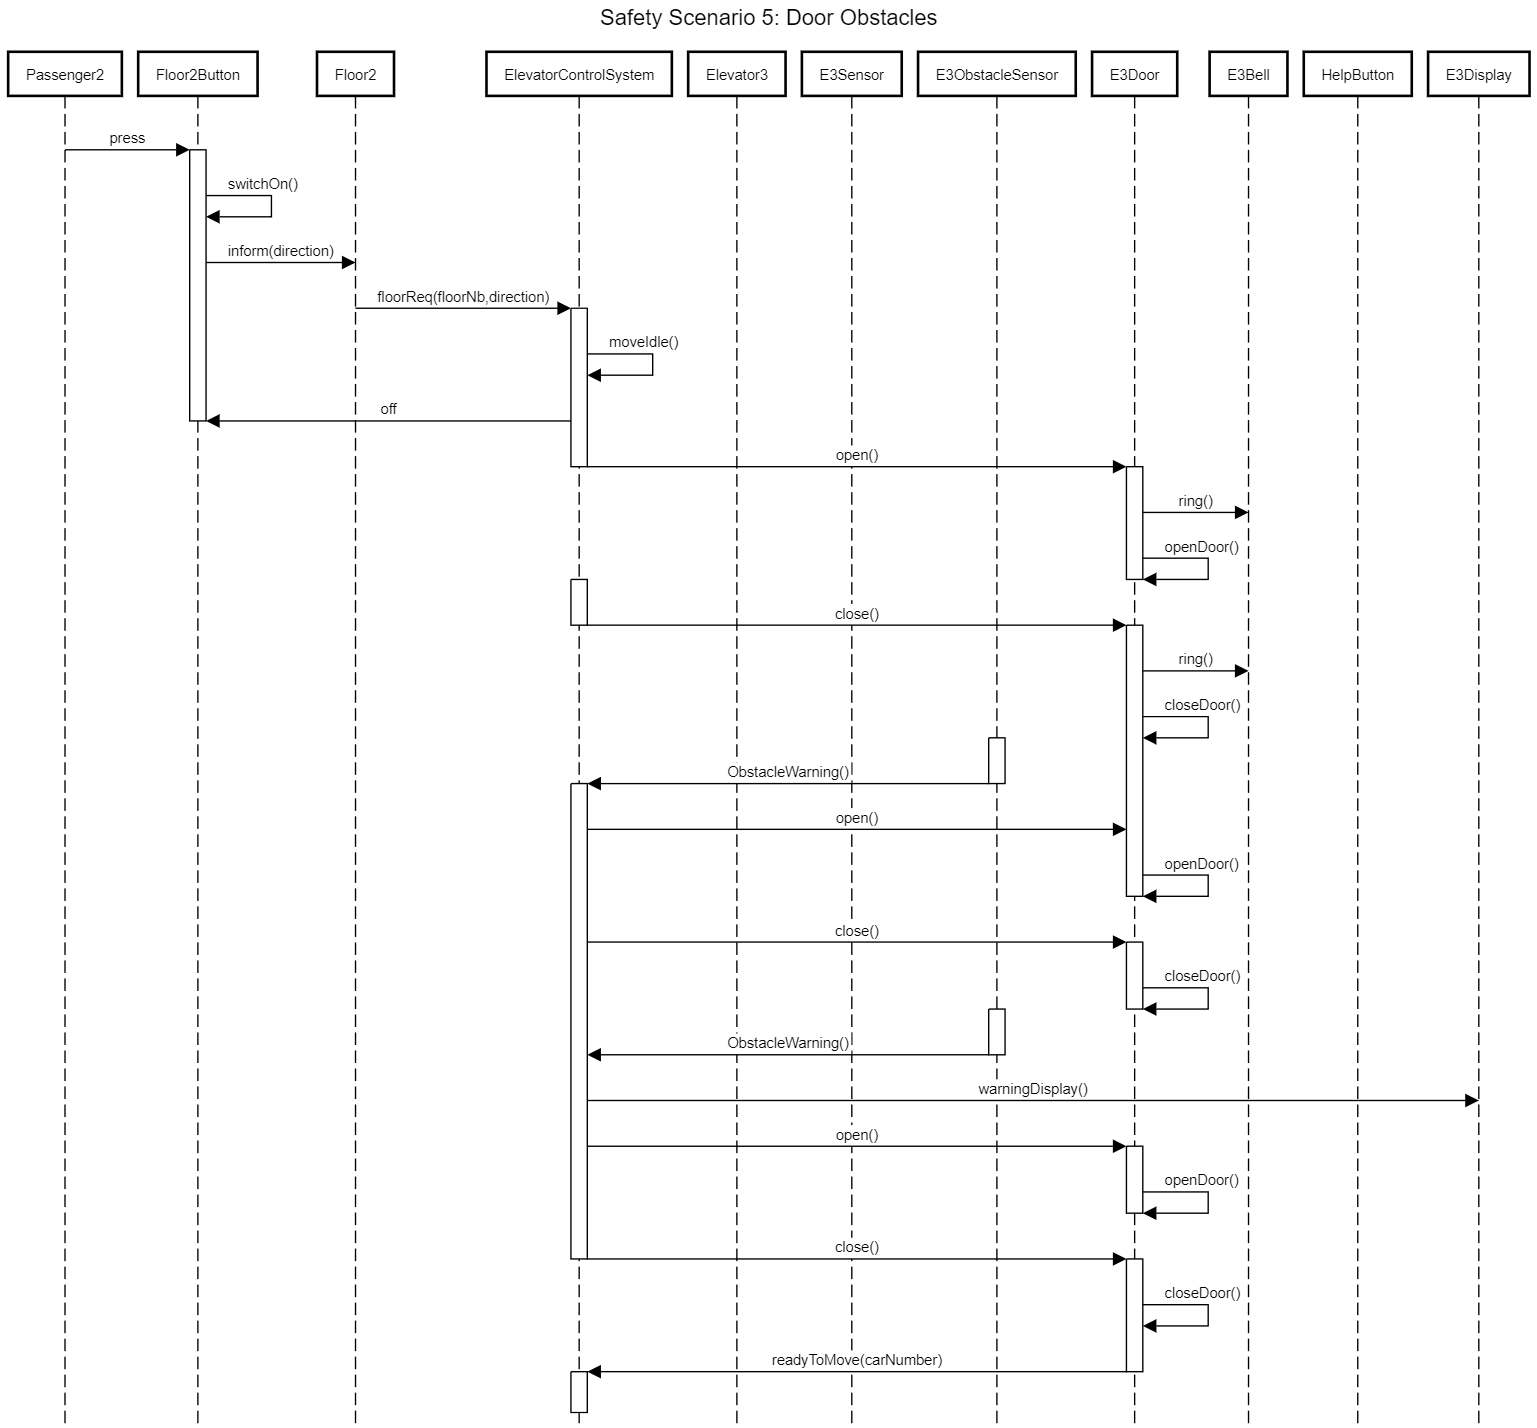 Safety Scenario 5: Door Obstacles
Passenger2
Floor2Button
Floor2
ElevatorControlSystem
Elevator3
E3Sensor
E3ObstacleSensor
E3Door
E3Bell
HelpButton
E3Display
press
switchOn()
inform(direction)
floorReq(floorNb,direction)
moveIdle()
off
open()
ring()
openDoor()
close()
ring()
closeDoor()
ObstacleWarning()
open()
openDoor()
close()
closeDoor()
ObstacleWarning()
warningDisplay()
open()
openDoor()
close()
closeDoor()
readyToMove(carNumber)